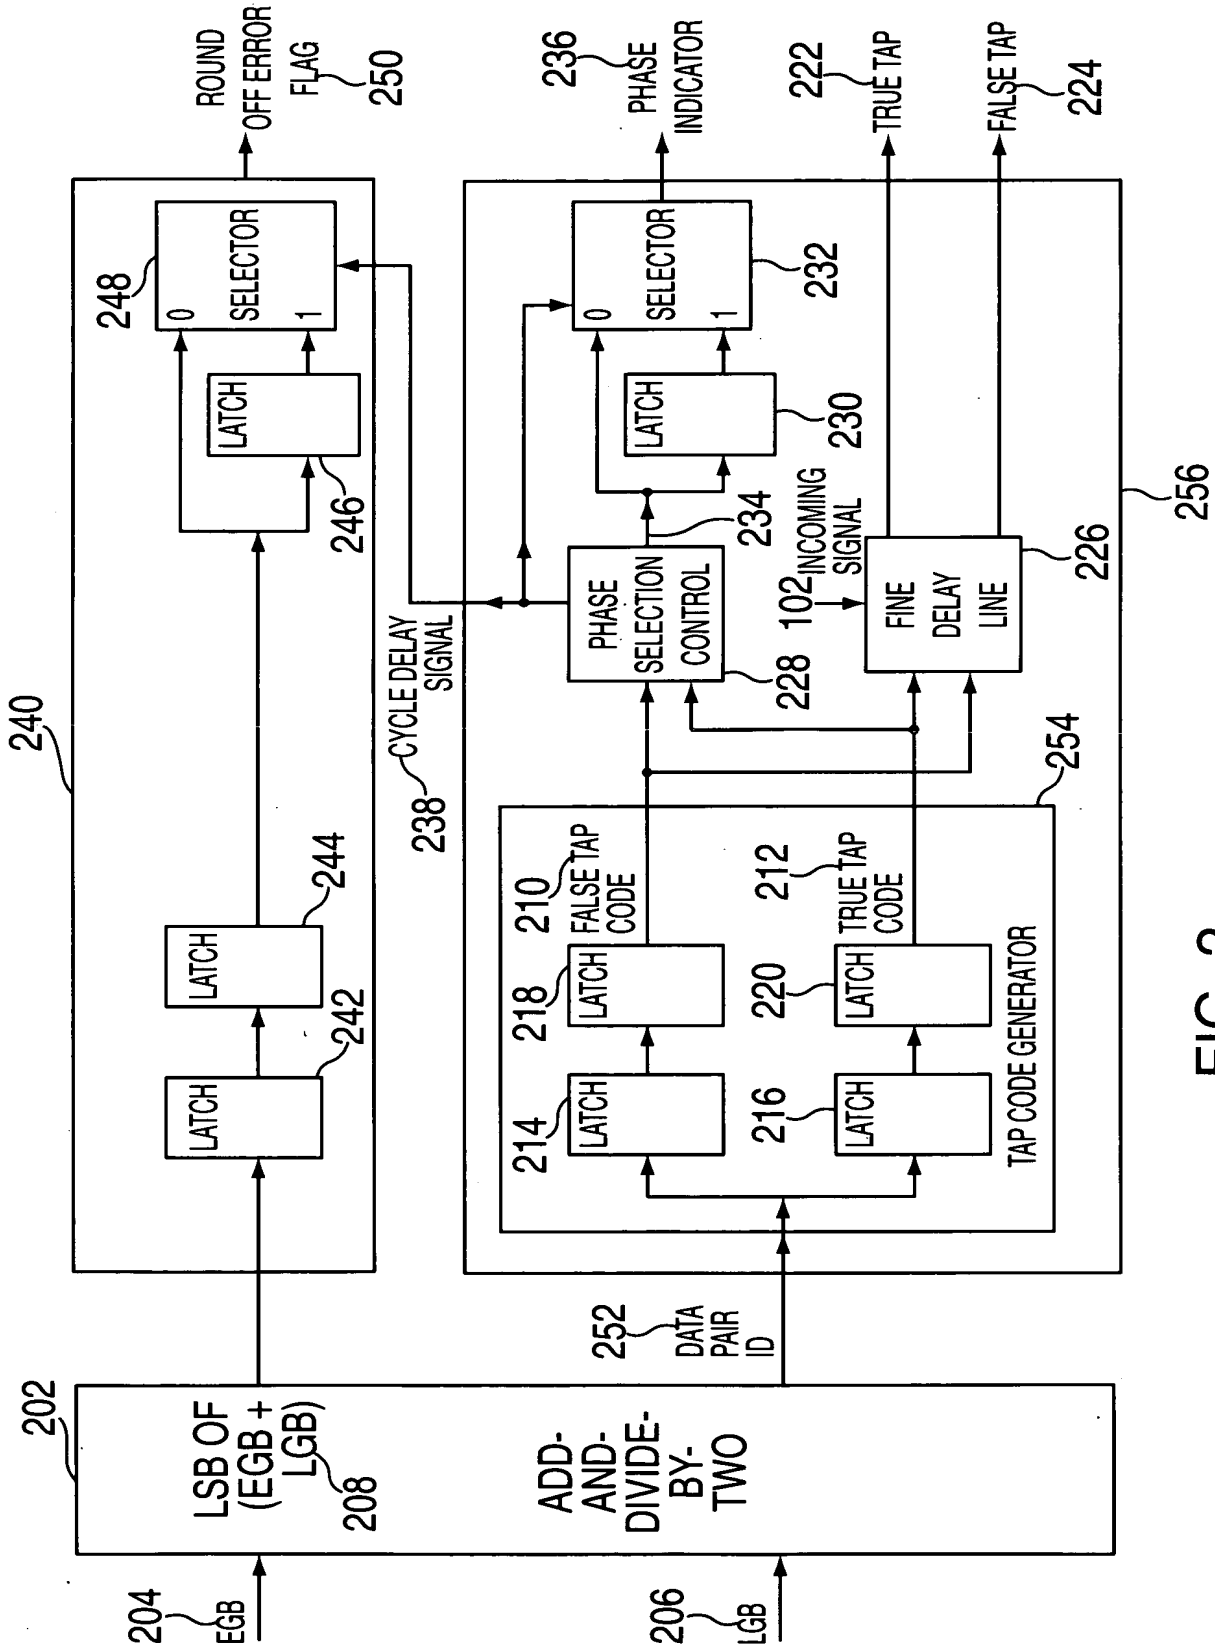 204
EGB
206
LGB
202
LSB OF
(EGB +
LGB)
208
ADD-
AND-
DIVIDE-
BY-
TWO
252
DATA
PAIR
ID
240
LATCH
242
LATCH
244
LATCH
246
248
0
SELECTOR
1
ROUND
OFF ERROR
FLAG
250
CYCLE DELAY
SIGNAL
238
214
LATCH
218
LATCH
210
FALSE TAP
CODE
216
LATCH
220
LATCH
212
TRUE TAP
CODE
TAP CODE GENERATOR
254
PHASE
SELECTION
CONTROL
228
234
LATCH
230
0
SELECTOR
1
232
236
PHASE
INDICATOR
102
INCOMING
SIGNAL
FINE
DELAY
LINE
226
222
TRUE TAP
FALSE TAP
224
256
FIG. 2